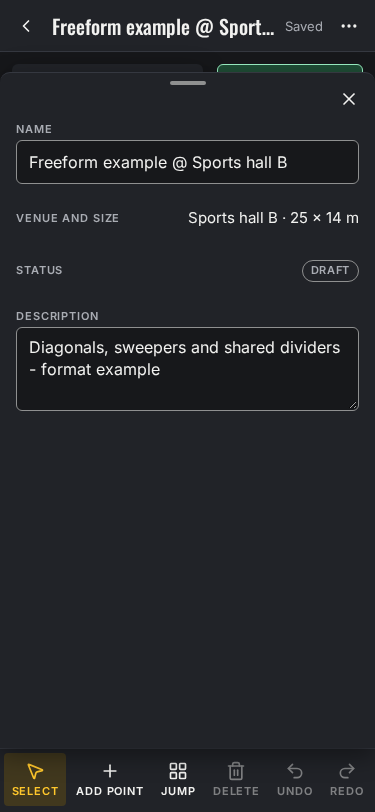 Freeform example @ Sport...
Saved
NAME
Freeform example @ Sports hall B
VENUE AND SIZE
Sports hall B · 25 × 14 m
STATUS
DRAFT
DESCRIPTION
Diagonals, sweepers and shared dividers
- format example
SELECT
ADD POINT
JUMP
DELETE
UNDO
REDO